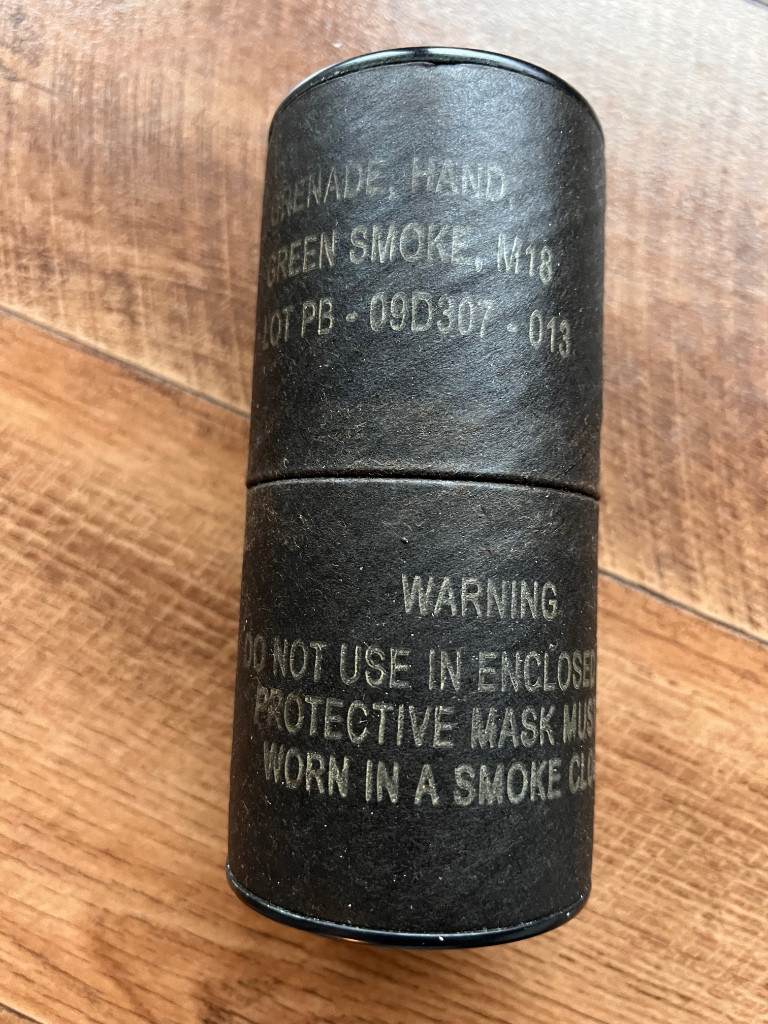 GRENADE, HAND,
GREEN SMOKE, M18
LOT PB - 09D307 - 013
WARNING
DO NOT USE IN ENCLOSED
PROTECTIVE MASK MUS
WORN IN A SMOKE CLO